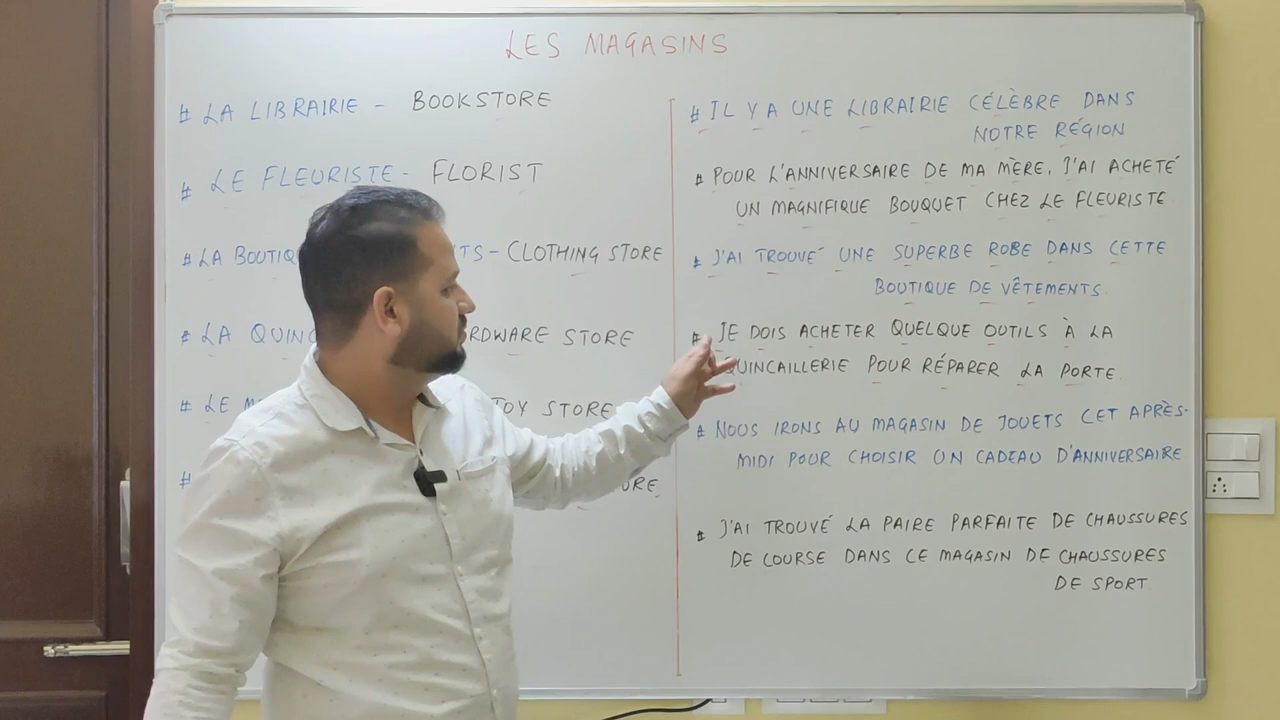 LES MAGASINS
# LA LIBRAIRIE - BOOKSTORE
# LE FLEURISTE - FLORIST
# LA - CLOTHING STORE
# LA STORE
# LE TOY STORE
#
# IL Y A UNE LIBRAIRIE CÉLÈBRE DANS
NOTRE RÉGION
# POUR L'ANNIVERSAIRE DE MA MÈRE, J'AI ACHETÉ
UN MAGNIFIQUE BOUQUET CHEZ LE FLEURISTE
# J'AI TROUVÉ UNE SUPERBE ROBE DANS CETTE
BOUTIQUE DE VÊTEMENTS.
# JE DOIS ACHETER QUELQUE OUTILS À LA
QUINCAILLERIE POUR RÉPARER LA PORTE.
# NOUS IRONS AU MAGASIN DE JOUETS CET APRÈS-
MIDI POUR CHOISIR UN CADEAU D'ANNIVERSAIRE
# J'AI TROUVÉ LA PAIRE PARFAITE DE CHAUSSURES
DE COURSE DANS CE MAGASIN DE CHAUSSURES
DE SPORT